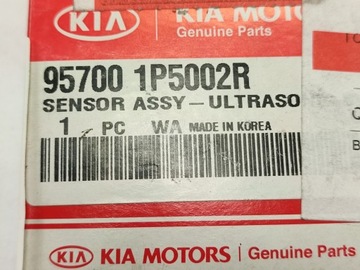 KIA KIA MOTORS
Genuine Parts
95700 1P5002R
SENSOR ASSY-ULTRASO
1 PC WA MADE IN KOREA
KIA KIA MOTORS | Genuine Parts